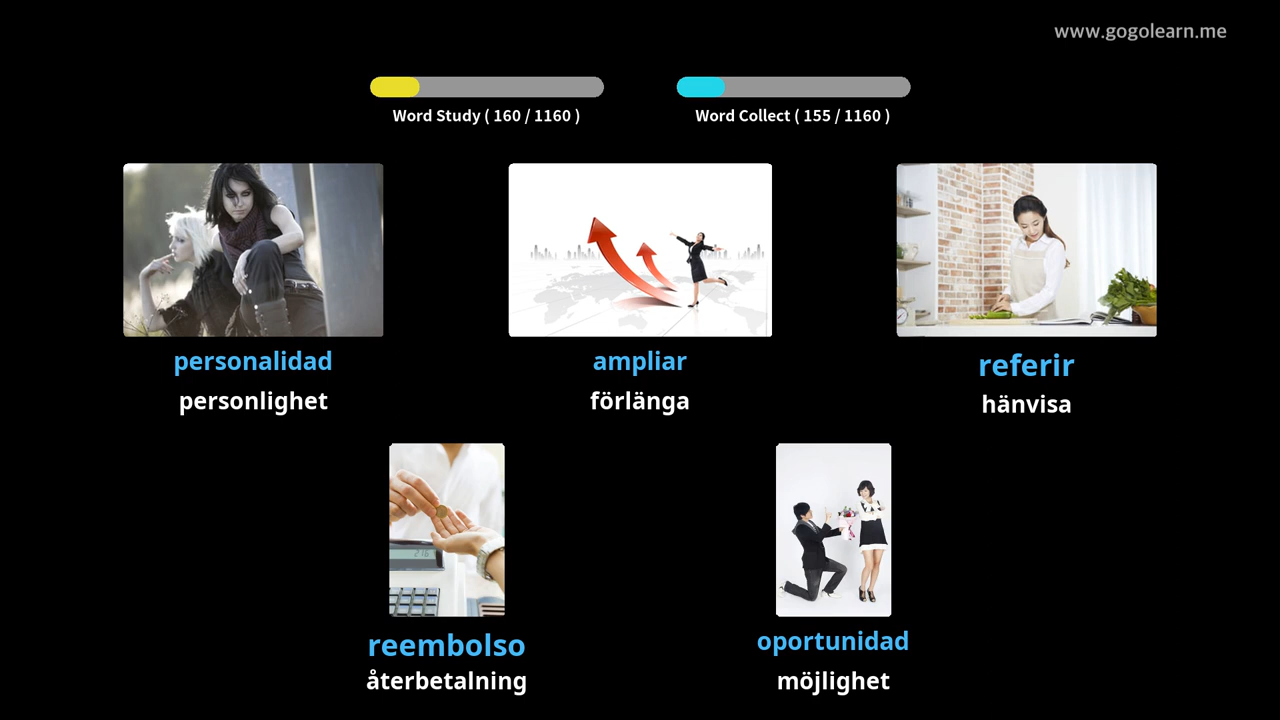 www.gogolearn.me
Word Study ( 160 / 1160 )
Word Collect ( 155 / 1160 )
personalidad
personlighet
ampliar
förlänga
referir
hänvisa
reembolso
återbetalning
oportunidad
möjlighet